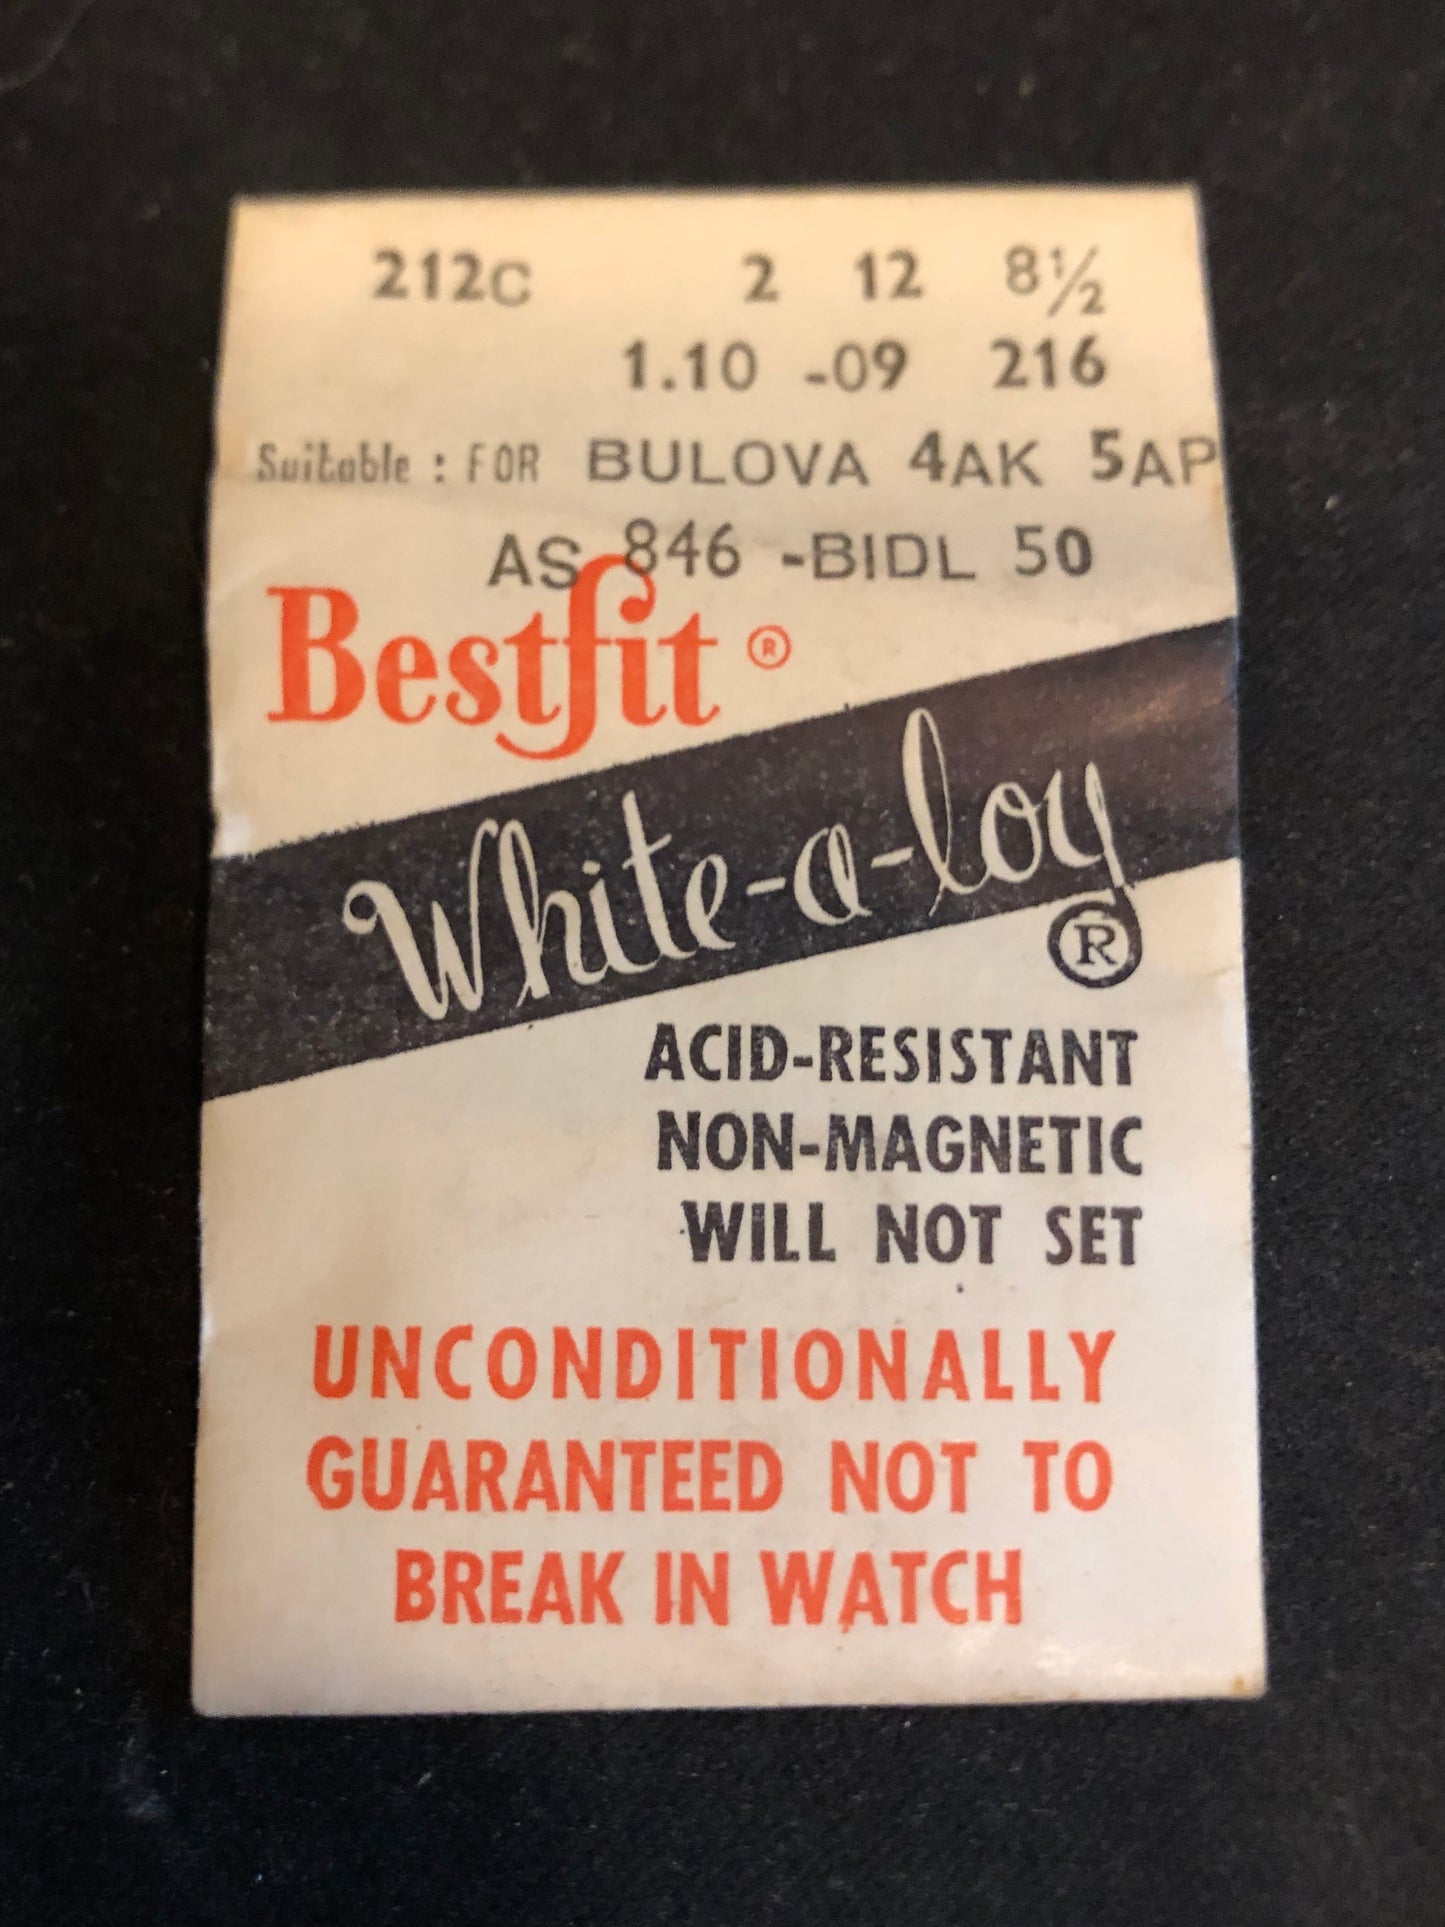 212C 2 12 8½
1.10 -09 216
Suitable : FOR BULOVA 4AK 5AP
AS 846 -BIDL 50
Bestfit ®
White-a-loy
®
ACID-RESISTANT
NON-MAGNETIC
WILL NOT SET
UNCONDITIONALLY
GUARANTEED NOT TO
BREAK IN WATCH